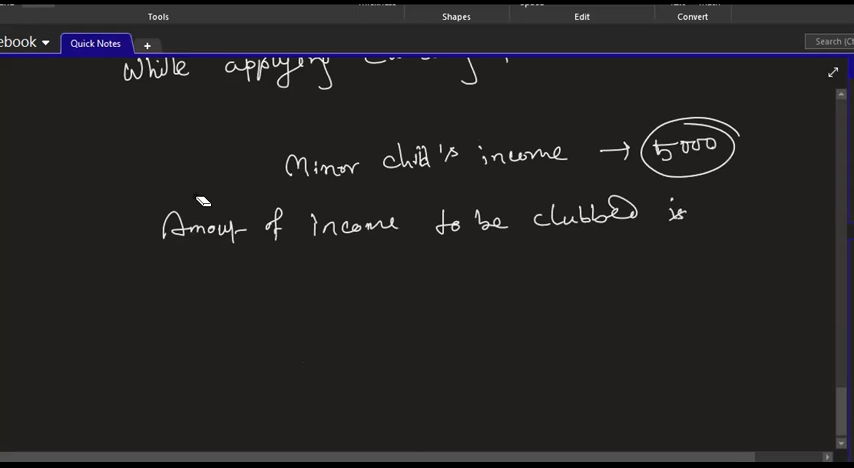 Tools
Shapes
Edit
Convert
ebook
Quick Notes
+
Search (C
While applying
Minor child's income → 5000
Amount of income to be clubbed is